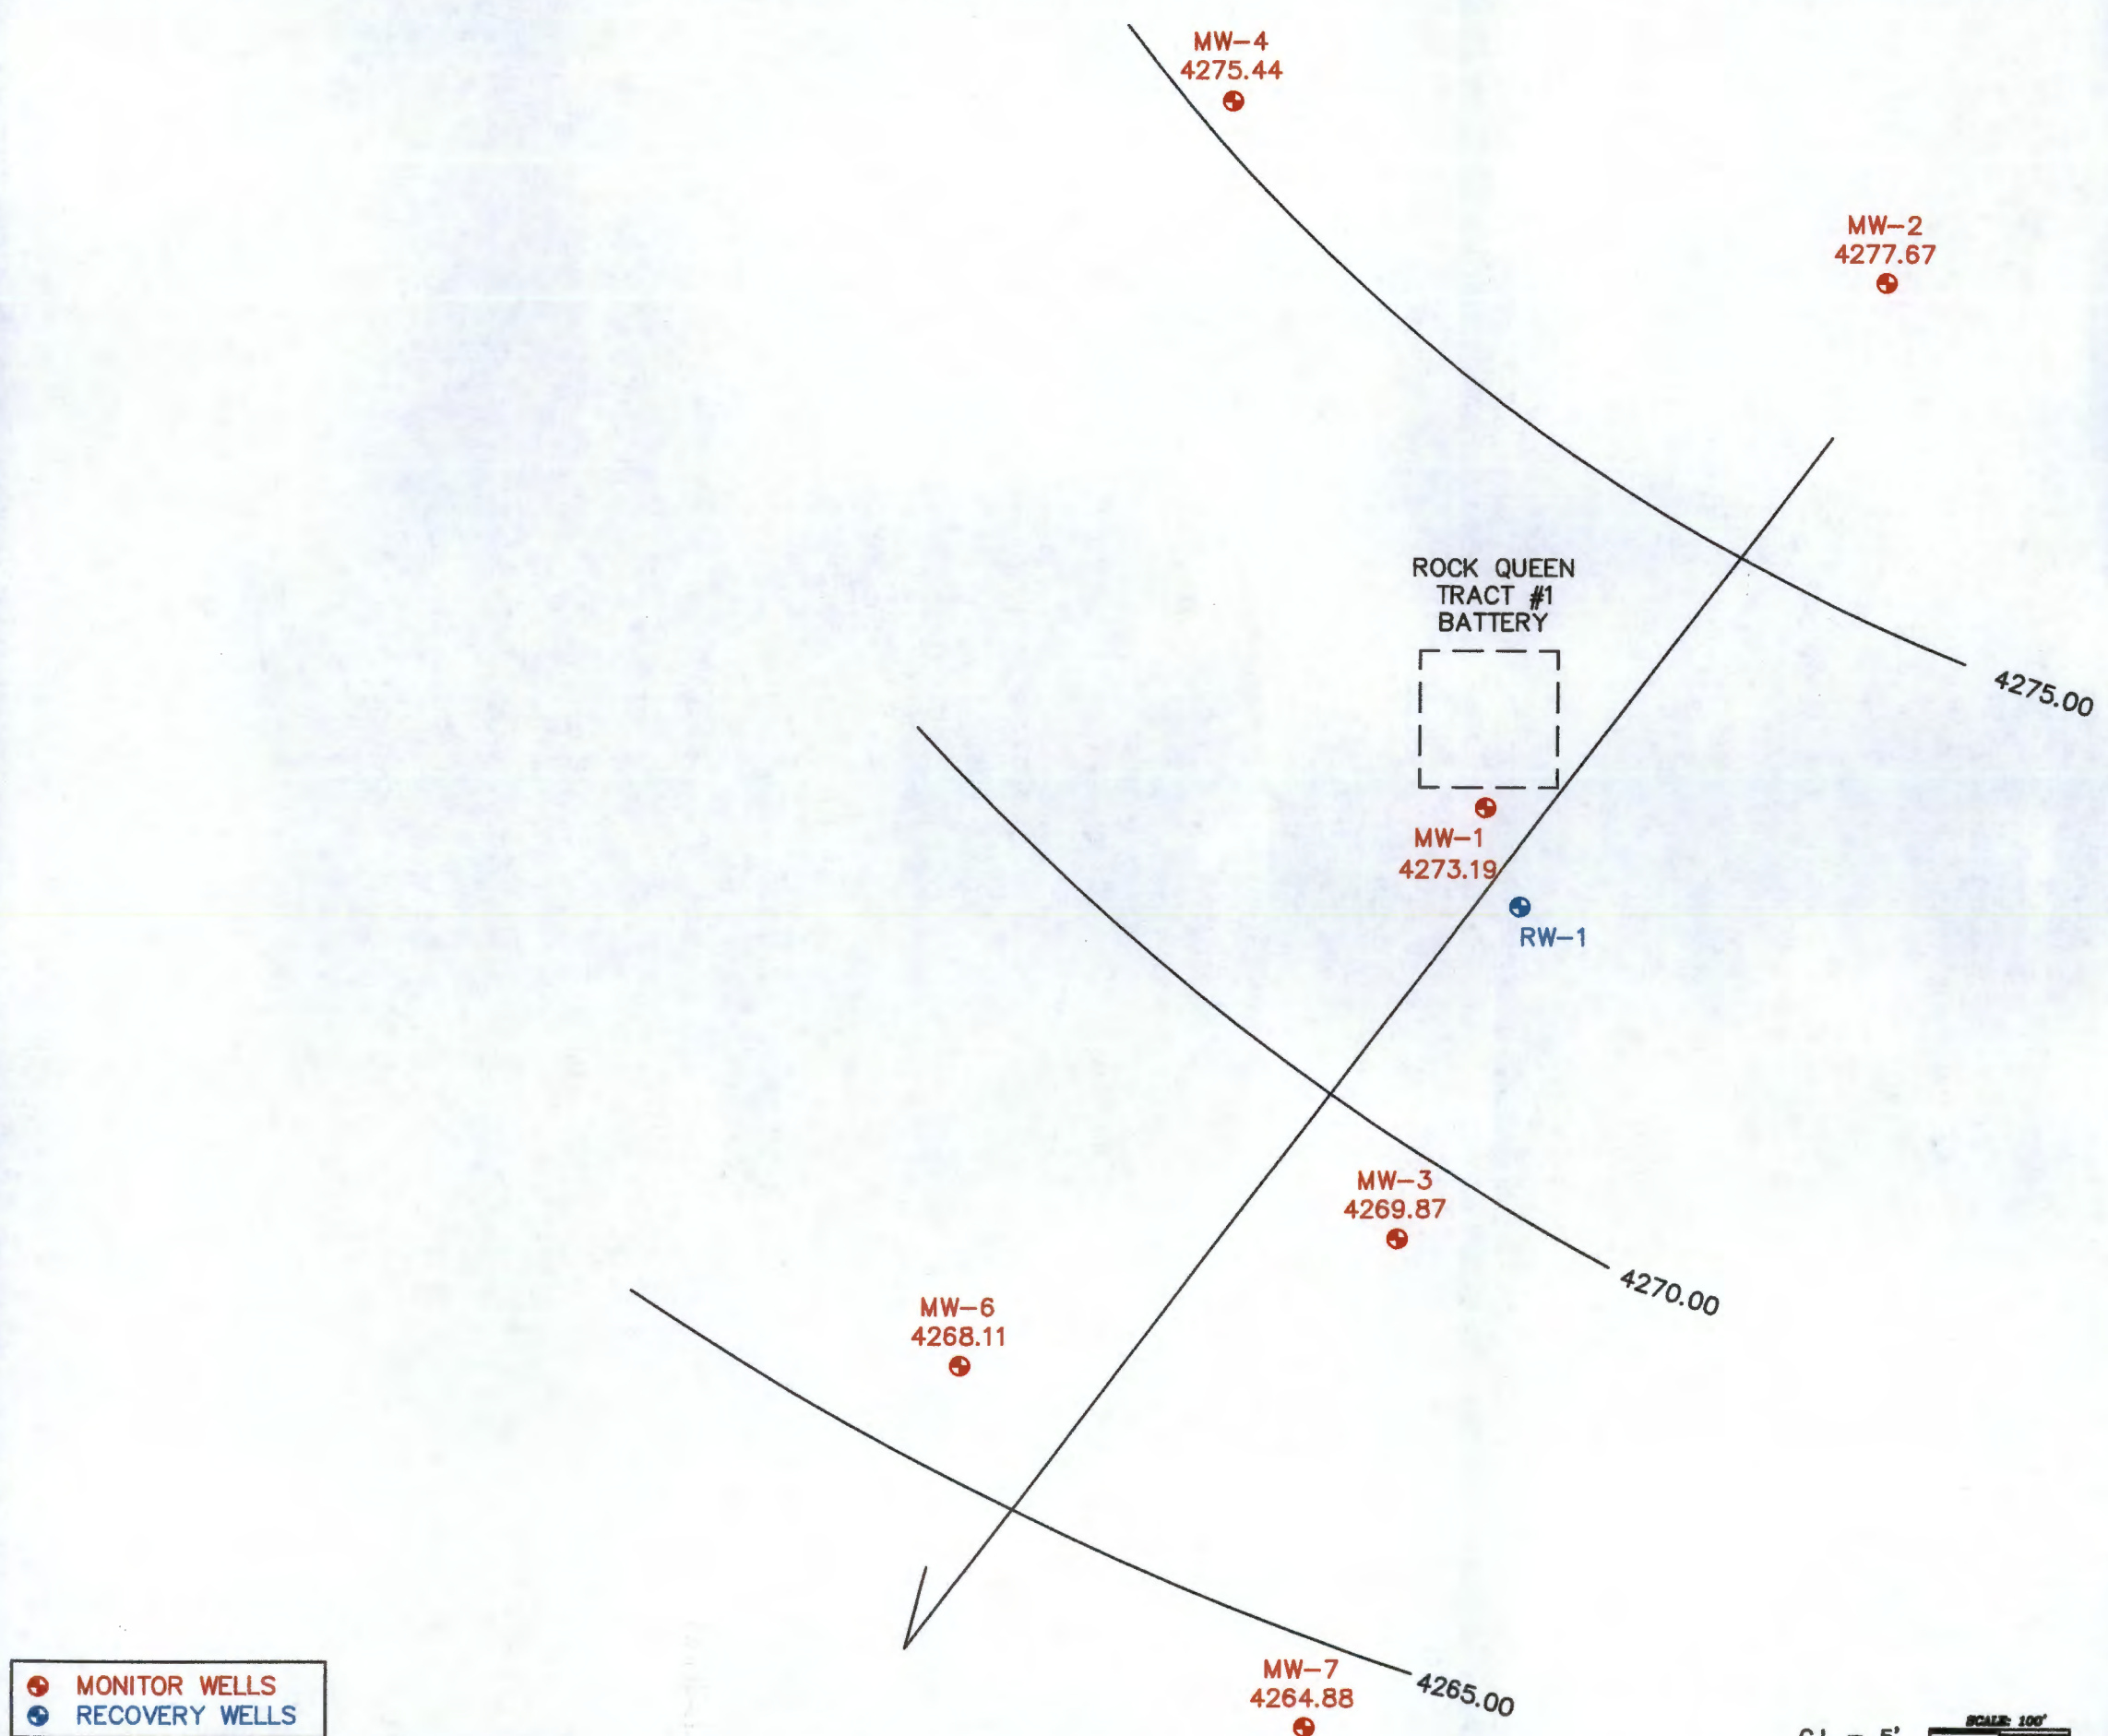 MW-4
4275.44
MW-2
4277.67
ROCK QUEEN
TRACT #1
BATTERY
4275.00
MW-1
4273.19
RW-1
MW-3
4269.87
4270.00
MW-6
4268.11
MW-7
4264.88
4265.00
MONITOR WELLS
RECOVERY WELLS
SCALE: 100'